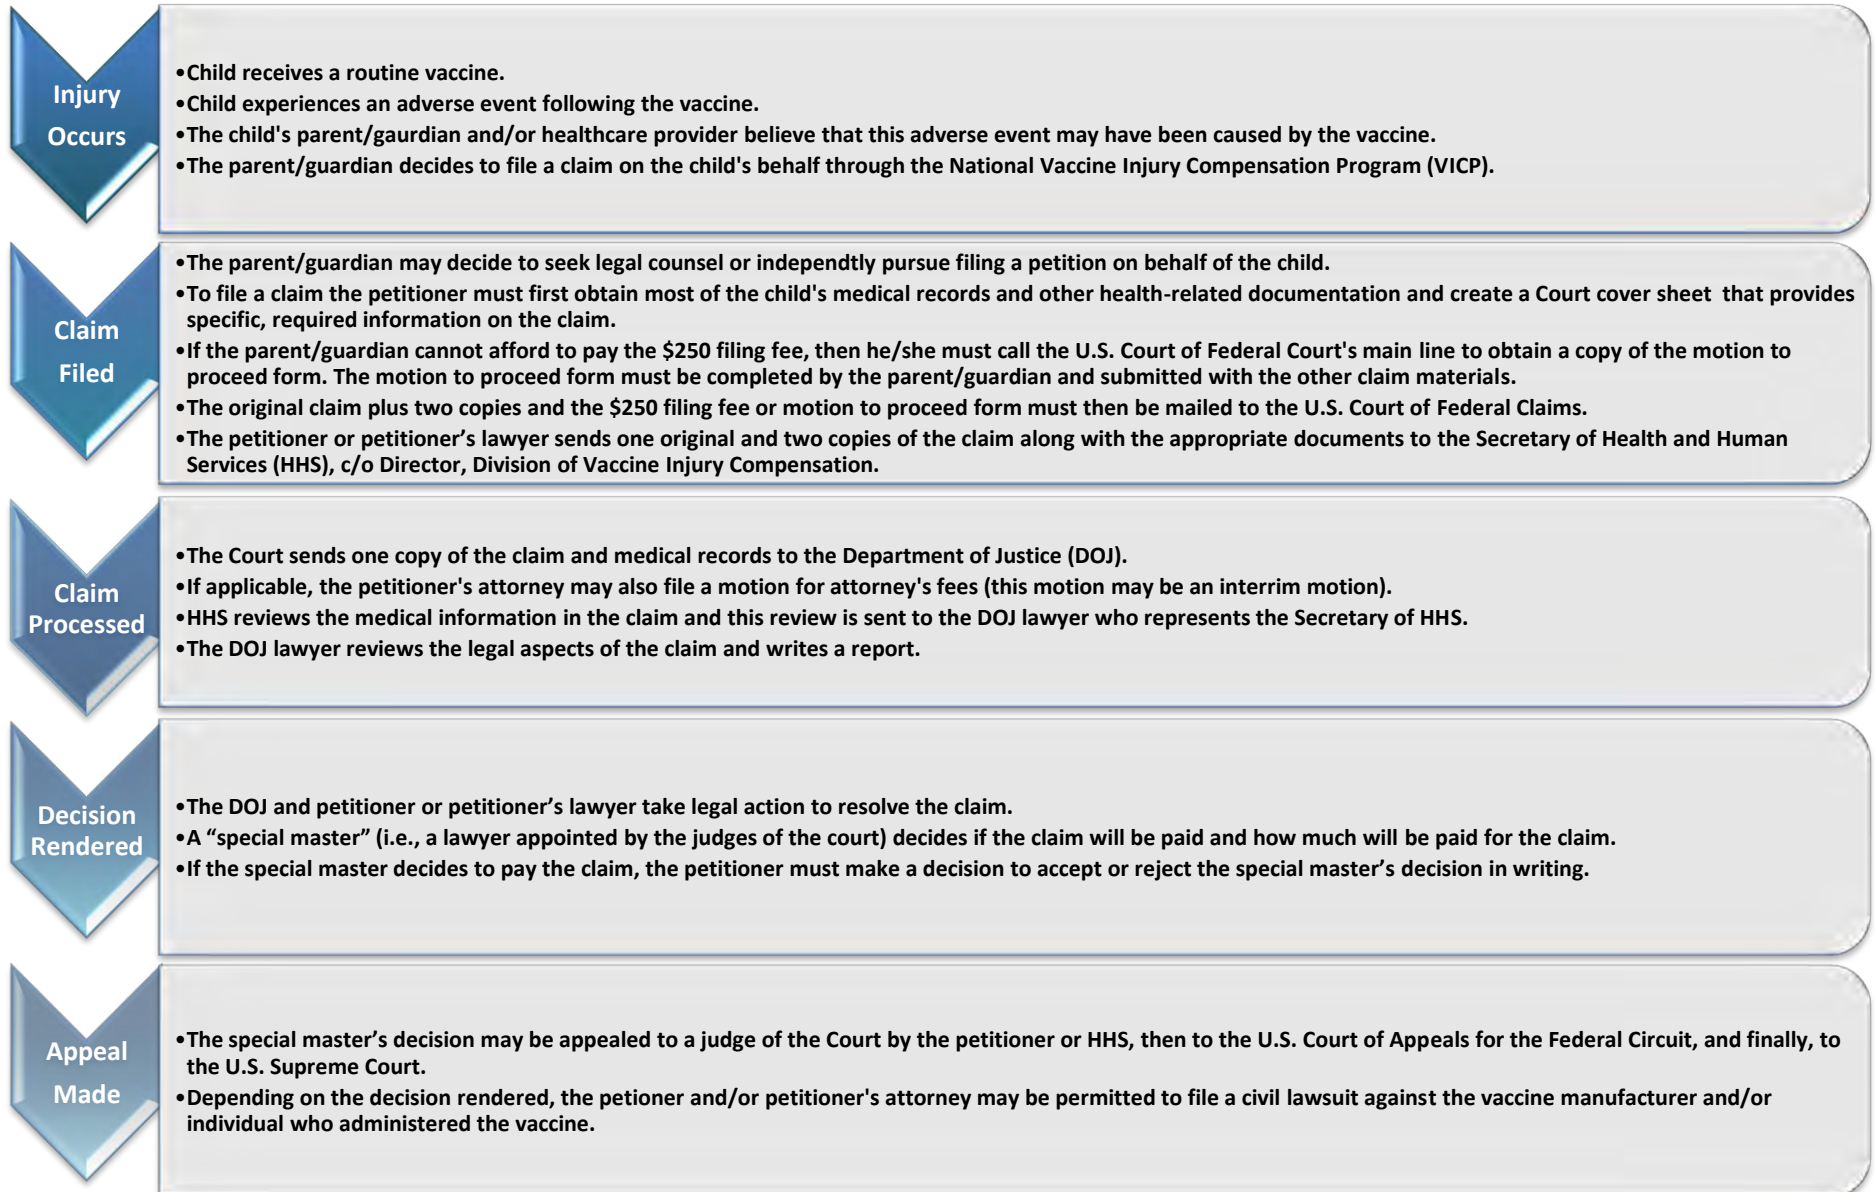 Injury
Occurs
•Child receives a routine vaccine.
•Child experiences an adverse event following the vaccine.
•The child's parent/gaurdian and/or healthcare provider believe that this adverse event may have been caused by the vaccine.
•The parent/guardian decides to file a claim on the child's behalf through the National Vaccine Injury Compensation Program (VICP).
Claim
Filed
•The parent/guardian may decide to seek legal counsel or independtly pursue filing a petition on behalf of the child.
•To file a claim the petitioner must first obtain most of the child's medical records and other health-related documentation and create a Court cover sheet that provides
specific, required information on the claim.
•If the parent/guardian cannot afford to pay the $250 filing fee, then he/she must call the U.S. Court of Federal Court's main line to obtain a copy of the motion to
proceed form. The motion to proceed form must be completed by the parent/guardian and submitted with the other claim materials.
•The original claim plus two copies and the $250 filing fee or motion to proceed form must then be mailed to the U.S. Court of Federal Claims.
•The petitioner or petitioner’s lawyer sends one original and two copies of the claim along with the appropriate documents to the Secretary of Health and Human
Services (HHS), c/o Director, Division of Vaccine Injury Compensation.
Claim
Processed
•The Court sends one copy of the claim and medical records to the Department of Justice (DOJ).
•If applicable, the petitioner's attorney may also file a motion for attorney's fees (this motion may be an interrim motion).
•HHS reviews the medical information in the claim and this review is sent to the DOJ lawyer who represents the Secretary of HHS.
•The DOJ lawyer reviews the legal aspects of the claim and writes a report.
Decision
Rendered
•The DOJ and petitioner or petitioner’s lawyer take legal action to resolve the claim.
•A “special master” (i.e., a lawyer appointed by the judges of the court) decides if the claim will be paid and how much will be paid for the claim.
•If the special master decides to pay the claim, the petitioner must make a decision to accept or reject the special master’s decision in writing.
Appeal
Made
•The special master’s decision may be appealed to a judge of the Court by the petitioner or HHS, then to the U.S. Court of Appeals for the Federal Circuit, and finally, to
the U.S. Supreme Court.
•Depending on the decision rendered, the petioner and/or petitioner's attorney may be permitted to file a civil lawsuit against the vaccine manufacturer and/or
individual who administered the vaccine.